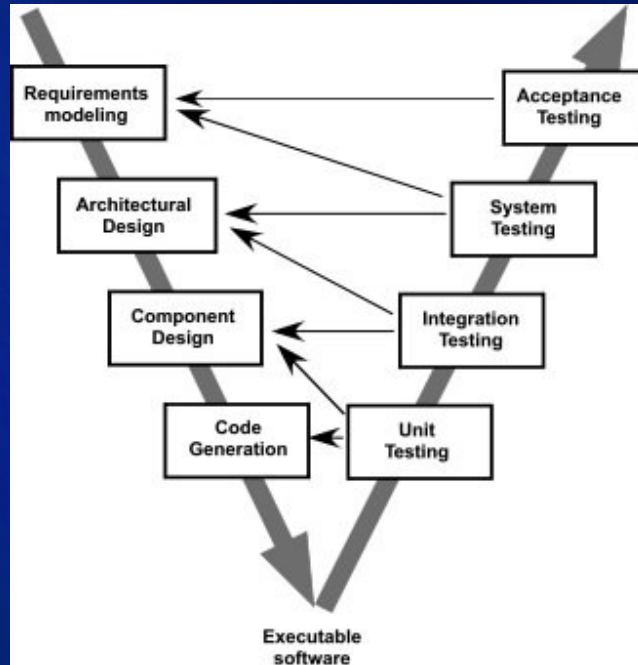 Requirements
modeling
Acceptance
Testing
Architectural
Design
System
Testing
Component
Design
Integration
Testing
Code
Generation
Unit
Testing
Executable
software